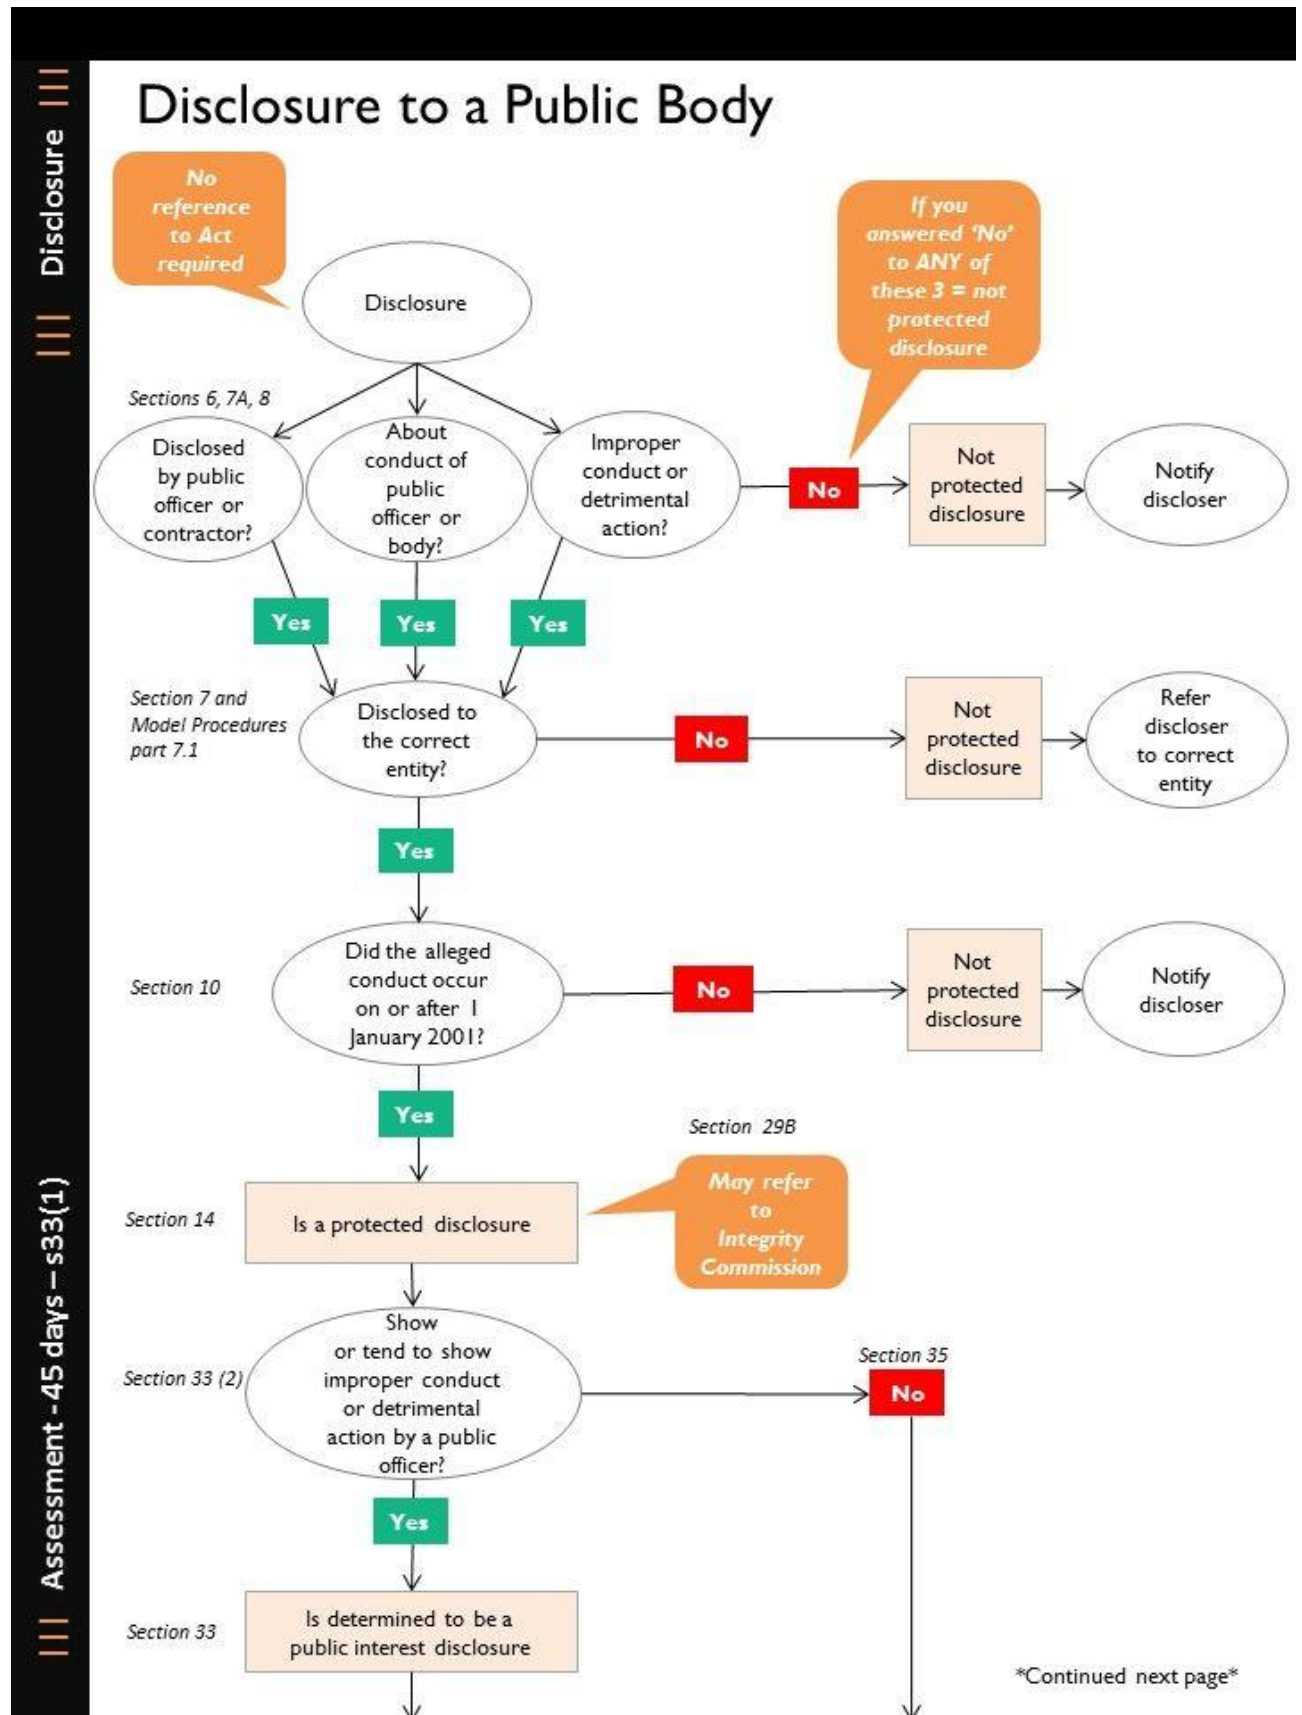 Disclosure
Assessment -45 days – s33(1)
Disclosure to a Public Body
No
reference
to Act
required
If you
answered ‘No’
to ANY of
these 3 = not
protected
disclosure
Disclosure
Sections 6, 7A, 8
Disclosed
by public
officer or
contractor?
About
conduct of
public
officer or
body?
Improper
conduct or
detrimental
action?
No
Not
protected
disclosure
Notify
discloser
Yes
Yes
Yes
Section 7 and
Model Procedures
part 7.1
Disclosed to
the correct
entity?
No
Not
protected
disclosure
Refer
discloser
to correct
entity
Yes
Section 10
Did the alleged
conduct occur
on or after 1
January 2001?
No
Not
protected
disclosure
Notify
discloser
Yes
Section 29B
May refer
to
Integrity
Commission
Section 14
Is a protected disclosure
Section 33 (2)
Show
or tend to show
improper conduct
or detrimental
action by a public
officer?
Section 35
No
Yes
Section 33
Is determined to be a
public interest disclosure
*Continued next page*